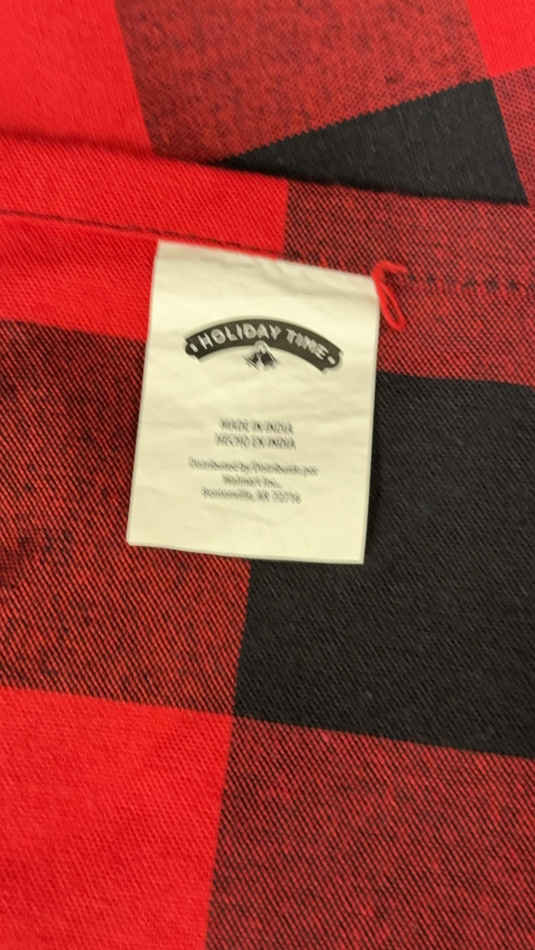 HOLIDAY TIME
MADE IN INDIA
HECHO EN INDIA
Distributed by/Distribuido por
Walmart Inc.,
Bentonville, AR 72716